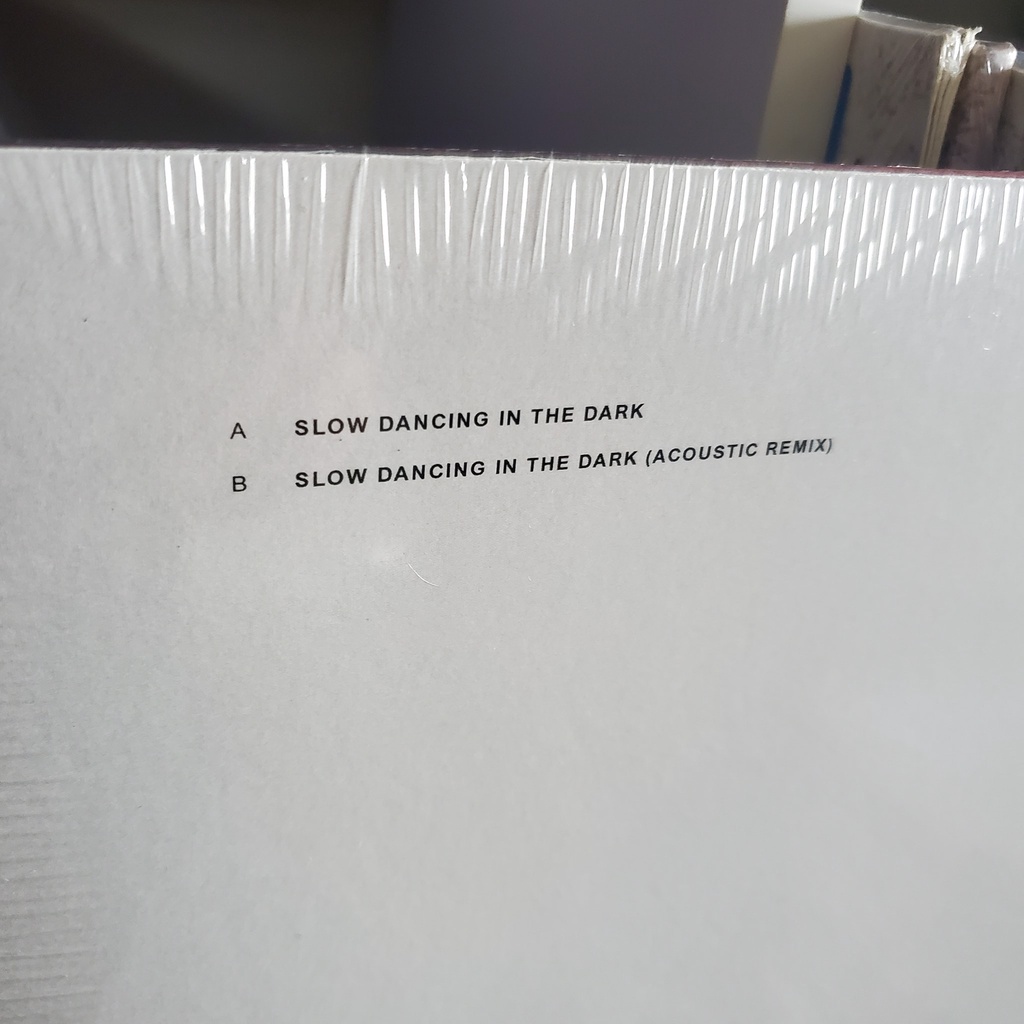 A SLOW DANCING IN THE DARK
B SLOW DANCING IN THE DARK (ACOUSTIC REMIX)